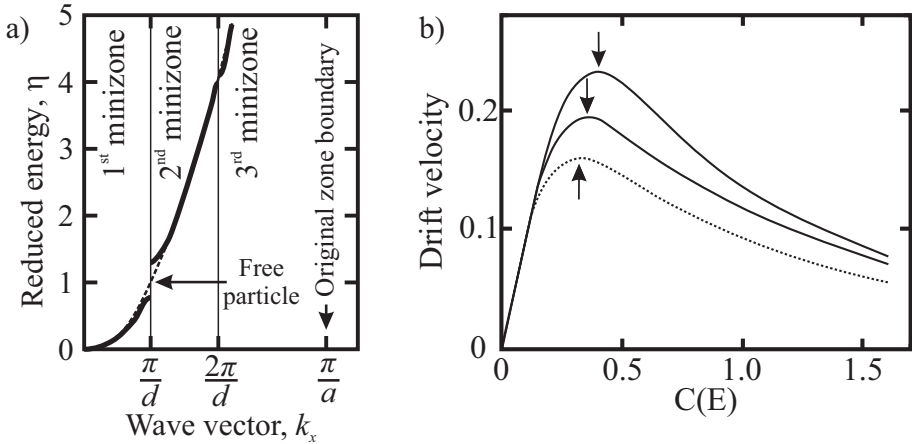 a)
5
4
3
2
1
0
Reduced energy, η
1st minizone
2nd minizone
3rd minizone
Original zone boundary
Free
particle
π/d
2π/d
π/a
Wave vector, kx
b)
0.2
0.1
0
Drift velocity
0
0.5
1.0
1.5
C(E)